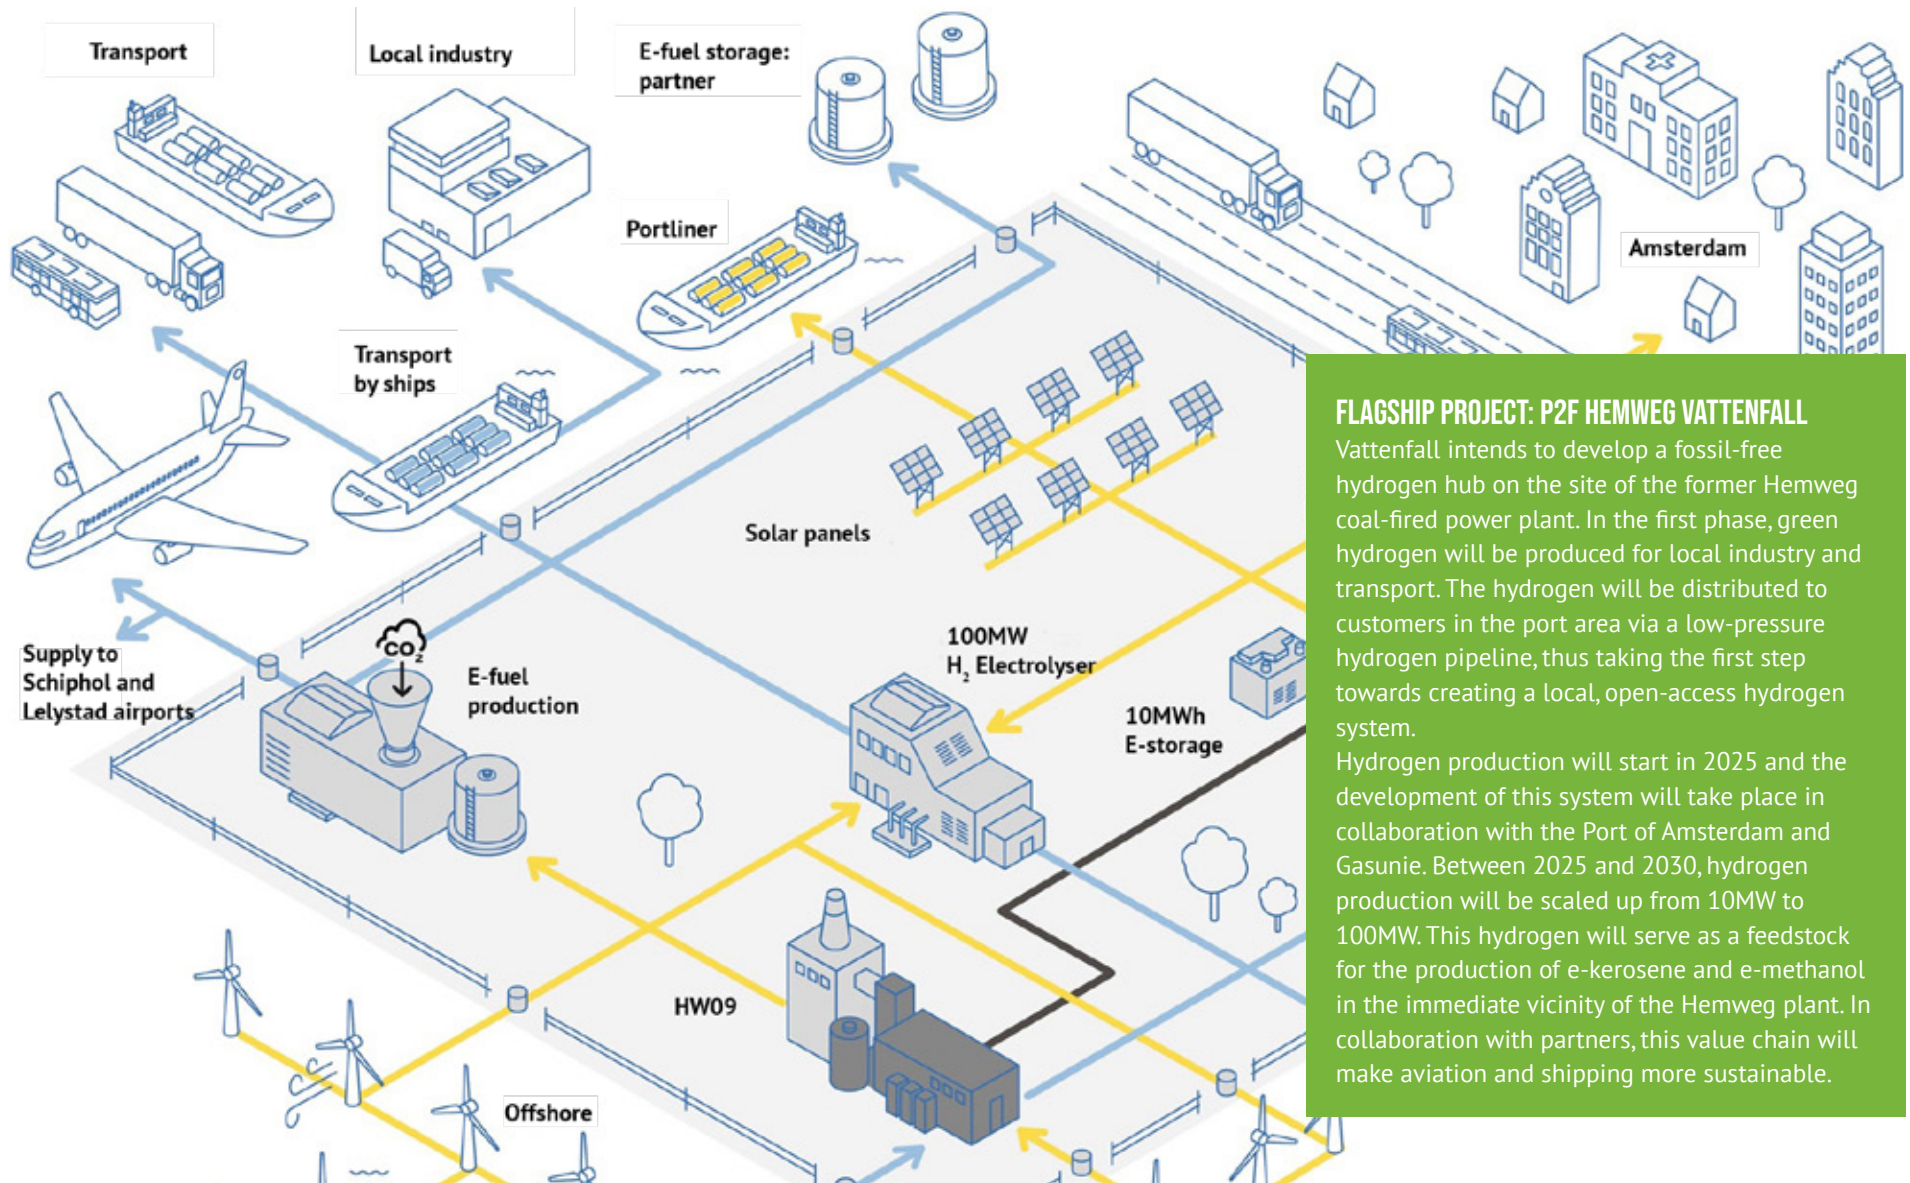 Transport
Local industry
E-fuel storage:
partner
Portliner
Amsterdam
Transport
by ships
Solar panels
Supply to
Schiphol and
Lelystad airports
CO2
E-fuel
production
100MW
H2 Electrolyser
10MWh
E-storage
HW09
Offshore
FLAGSHIP PROJECT: P2F HEMWEG VATTENFALL
Vattenfall intends to develop a fossil-free
hydrogen hub on the site of the former Hemweg
coal-fired power plant. In the first phase, green
hydrogen will be produced for local industry and
transport. The hydrogen will be distributed to
customers in the port area via a low-pressure
hydrogen pipeline, thus taking the first step
towards creating a local, open-access hydrogen
system.
Hydrogen production will start in 2025 and the
development of this system will take place in
collaboration with the Port of Amsterdam and
Gasunie. Between 2025 and 2030, hydrogen
production will be scaled up from 10MW to
100MW. This hydrogen will serve as a feedstock
for the production of e-kerosene and e-methanol
in the immediate vicinity of the Hemweg plant. In
collaboration with partners, this value chain will
make aviation and shipping more sustainable.